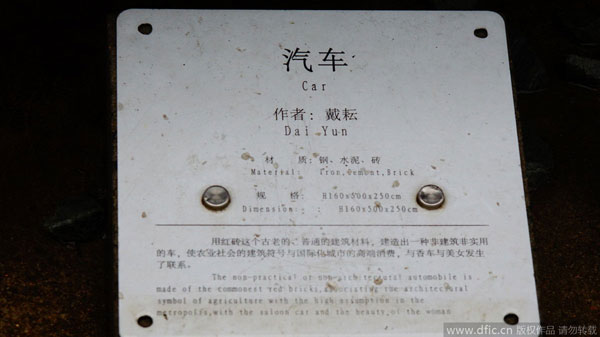 汽车
Car
作者：戴耘
Dai Yun
材 质：钢、水泥、砖
Material: Iron,Cement,Brick
规 格：H160x500x250cm
Dimension: H160x500x250cm
用红砖这个古老的、普通的建筑材料，建造出一种非建筑非实用
的车，使农业社会的建筑符号与国际化城市的高端消费，与香车与美女发生
了联系。
The non-practical or non-architectural automobile is
made of the commonest red bricks, associating the architectural
symbol of agriculture with the high assumption in the
metropolis, with the saloon car and the beauty, of the woman
www.dfic.cn 版权作品 请勿转载